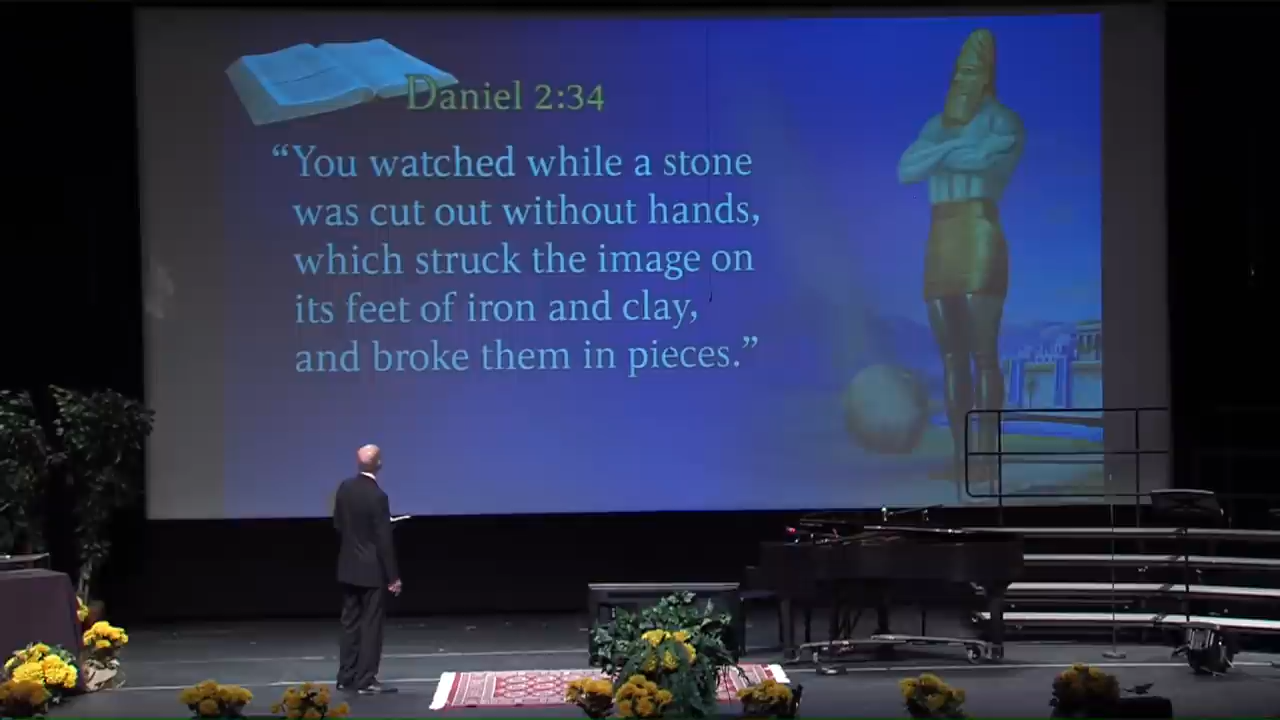 Daniel 2:34
“You watched while a stone
was cut out without hands,
which struck the image on
its feet of iron and clay,
and broke them in pieces.”